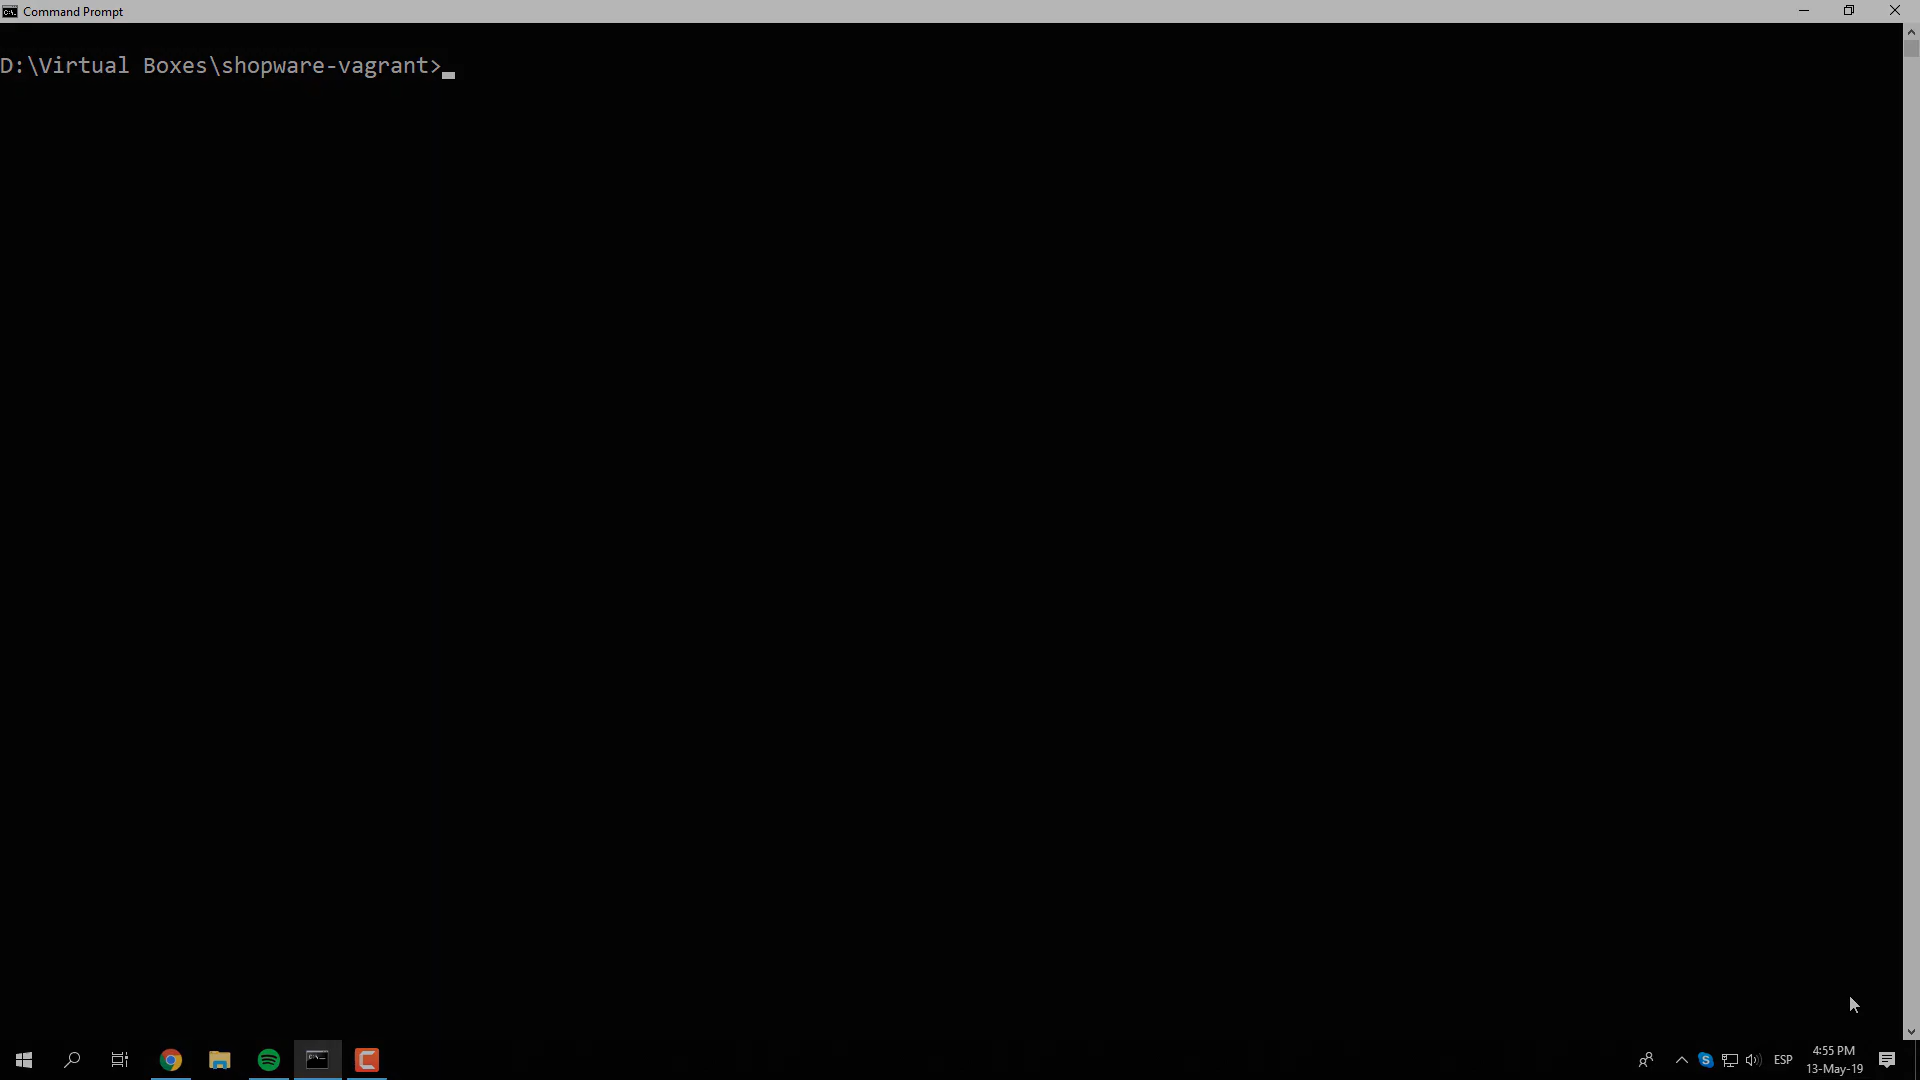 Command Prompt
D:\Virtual Boxes\shopware-vagrant>
ESP
4:55 PM
13-May-19